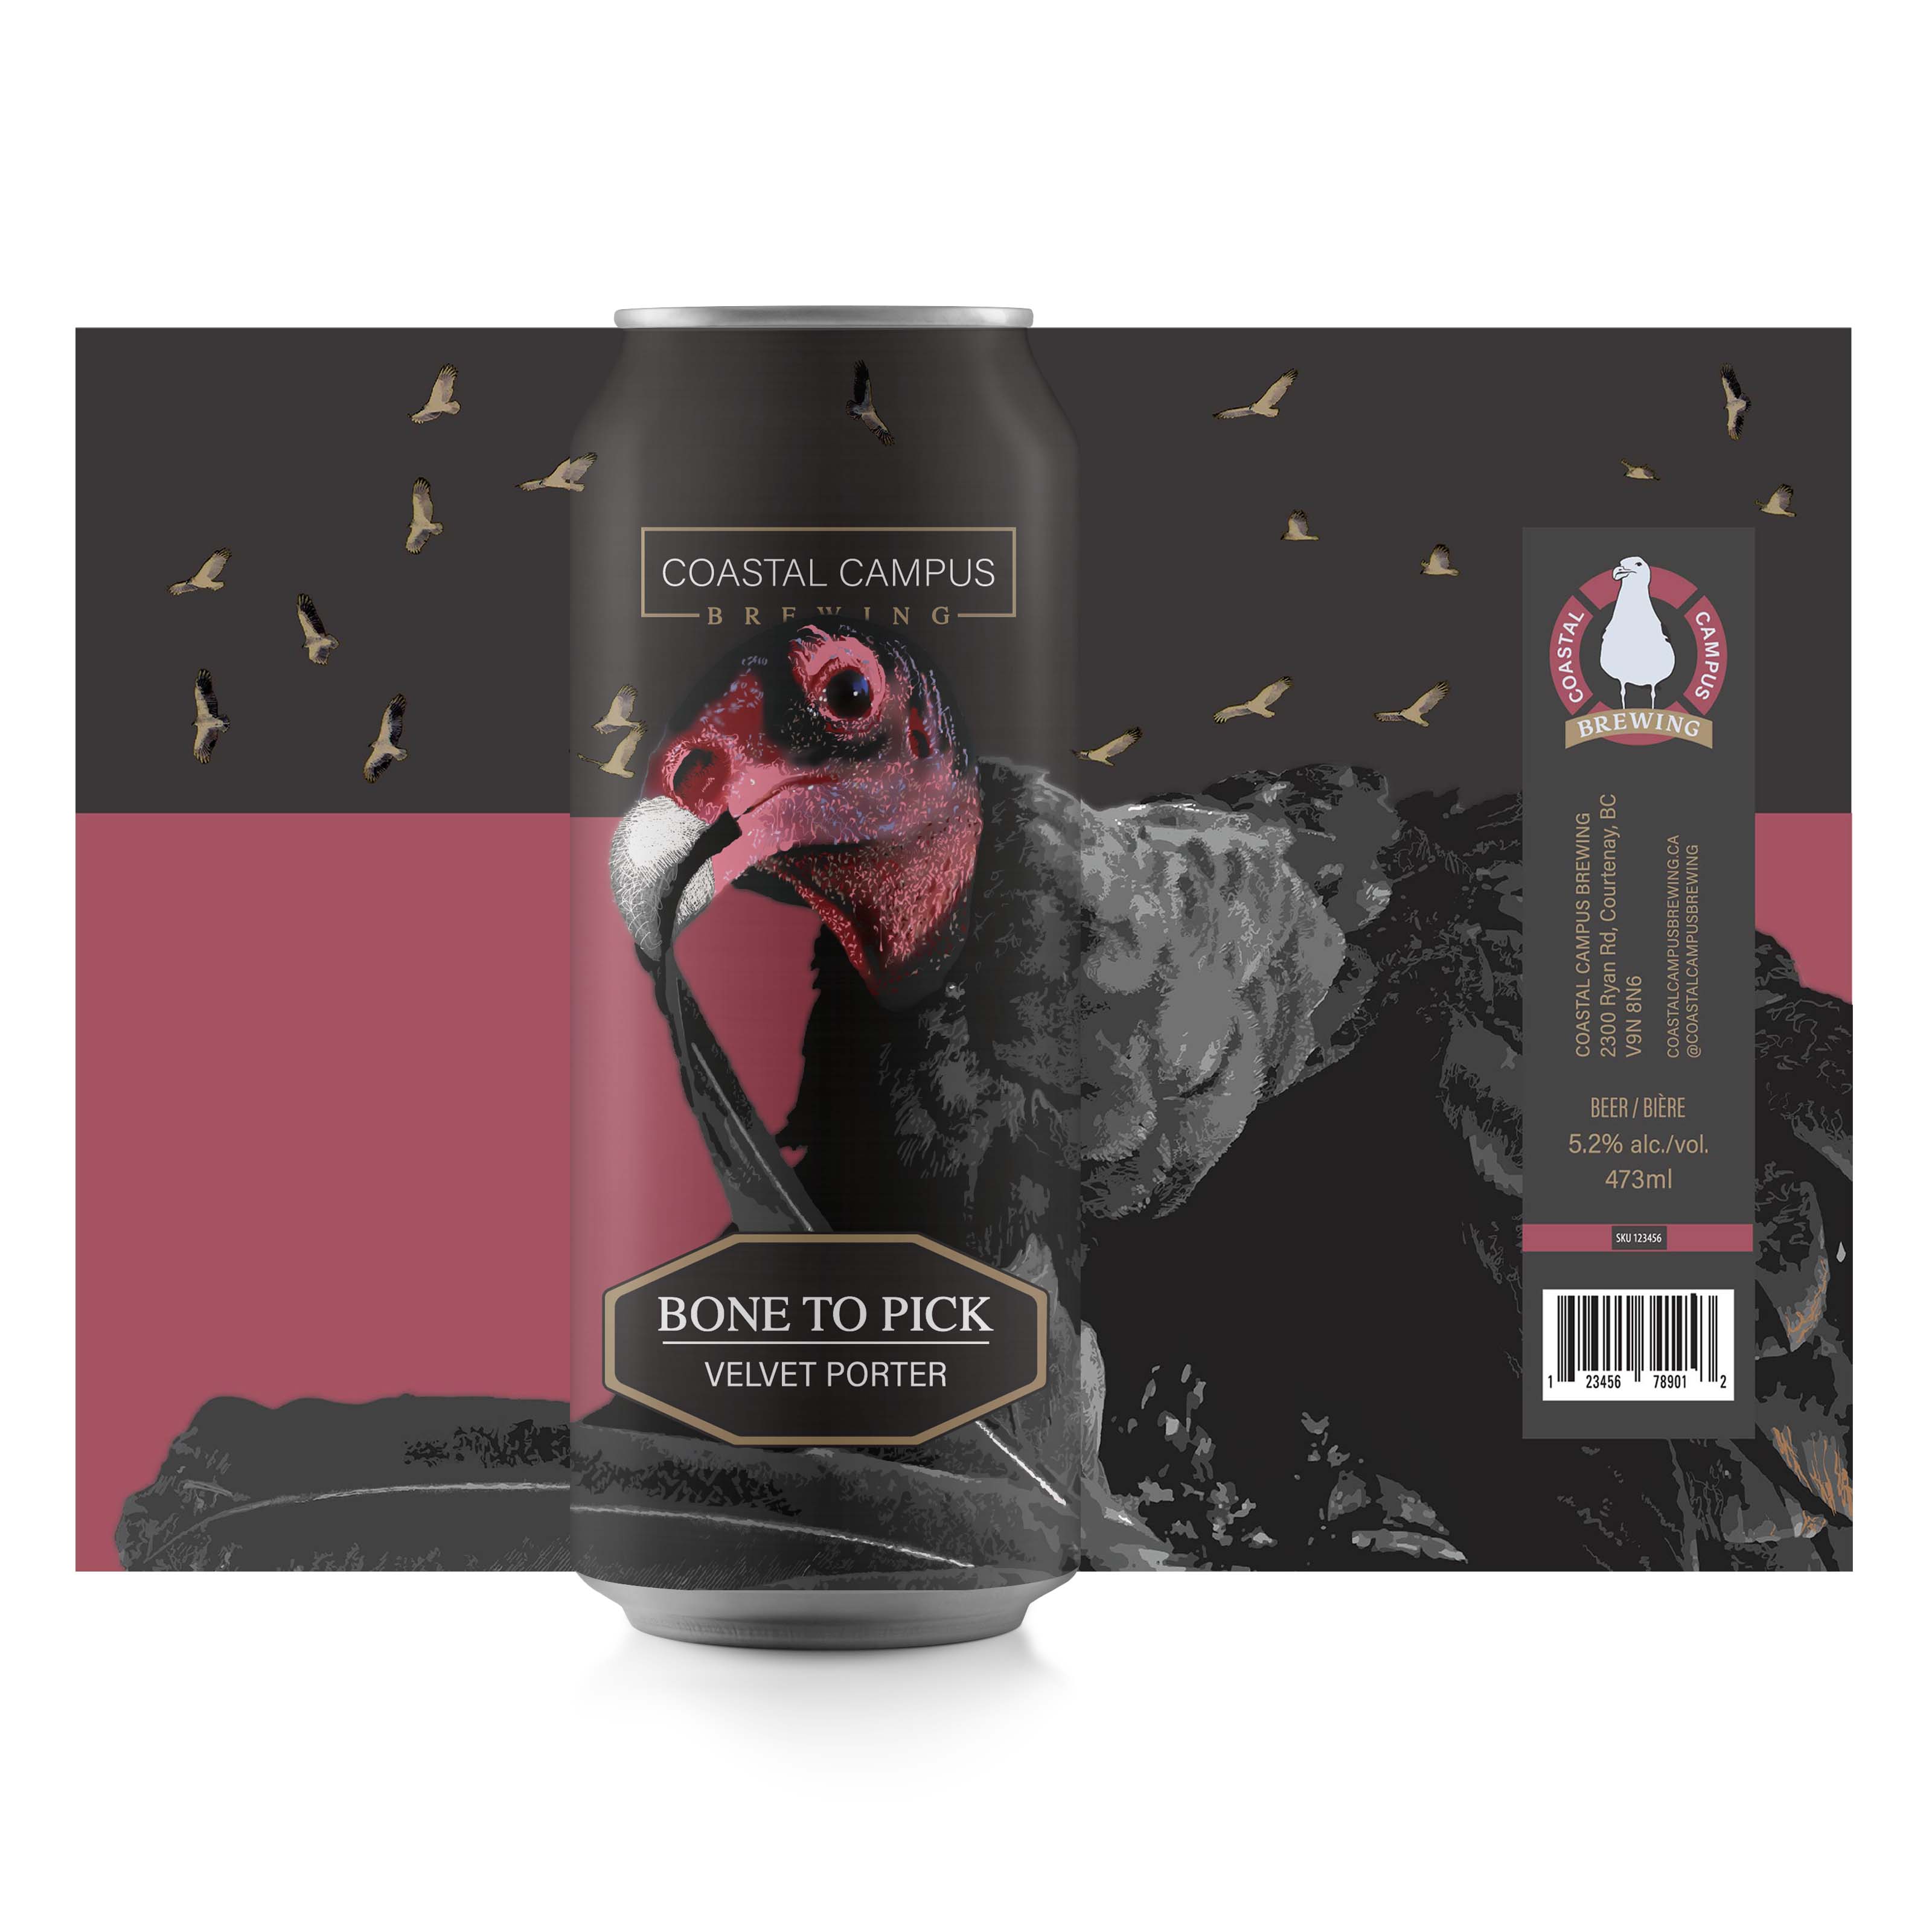 COASTAL CAMPUS
BREWING
BONE TO PICK
VELVET PORTER
COASTAL CAMPUS
BREWING
COASTAL CAMPUS BREWING
2300 Ryan Rd, Courtenay, BC
V9N 8N6
COASTALCAMPUSBREWING.CA
@COASTALCAMPUSBREWING
BEER / BIÈRE
5.2% alc./vol.
473ml
SKU 123456
1 23456 78901 2